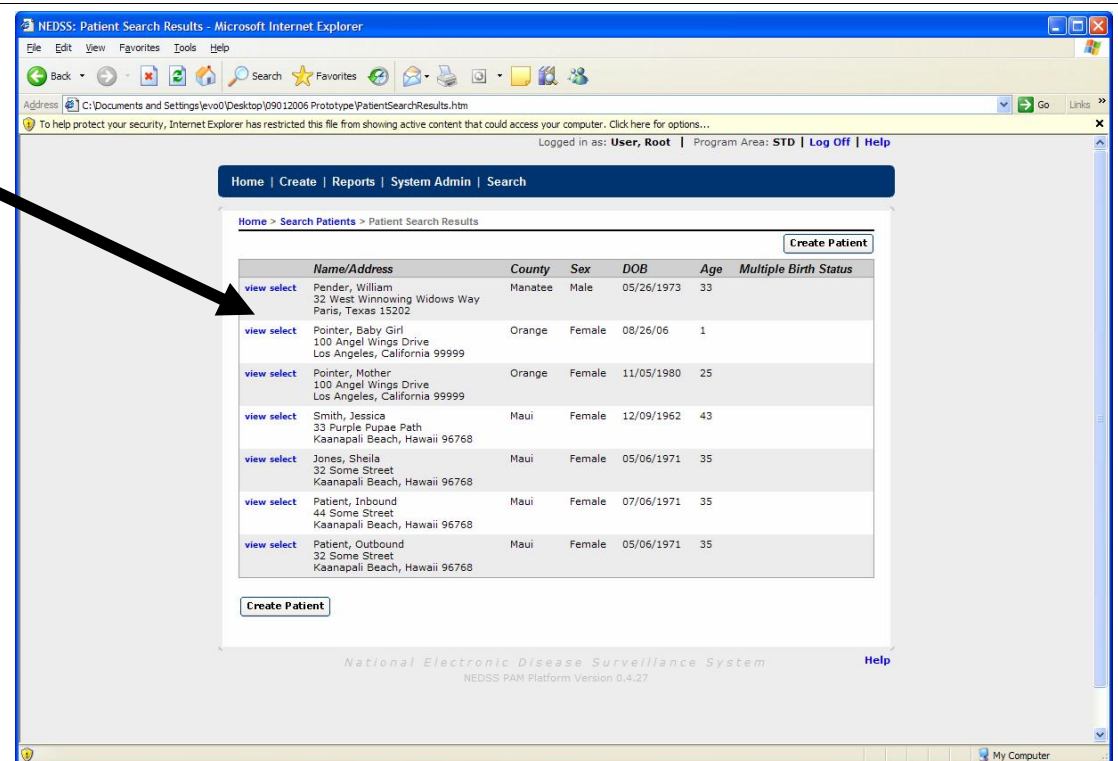 NEDSS: Patient Search Results - Microsoft Internet Explorer
File Edit View Favorites Tools Help
Back Search Favorites
Address C:\Documents and Settings\evo0\Desktop\09012006 Prototype\PatientSearchResults.htm Go Links »
To help protect your security, Internet Explorer has restricted this file from showing active content that could access your computer. Click here for options...
Logged in as: User, Root | Program Area: STD | Log Off | Help
Home | Create | Reports | System Admin | Search
Home > Search Patients > Patient Search Results
Create Patient
Name/Address County Sex DOB Age Multiple Birth Status
view select Pender, William Manatee Male 05/26/1973 33
32 West Winnowing Widows Way
Paris, Texas 15202
view select Pointer, Baby Girl Orange Female 08/26/06 1
100 Angel Wings Drive
Los Angeles, California 99999
view select Pointer, Mother Orange Female 11/05/1980 25
100 Angel Wings Drive
Los Angeles, California 99999
view select Smith, Jessica Maui Female 12/09/1962 43
33 Purple Pupae Path
Kaanapali Beach, Hawaii 96768
view select Jones, Sheila Maui Female 05/06/1971 35
32 Some Street
Kaanapali Beach, Hawaii 96768
view select Patient, Inbound Maui Female 07/06/1971 35
44 Some Street
Kaanapali Beach, Hawaii 96768
view select Patient, Outbound Maui Female 05/06/1971 35
32 Some Street
Kaanapali Beach, Hawaii 96768
Create Patient
National Electronic Disease Surveillance System Help
NEDSS PAM Platform Version 0.4.27
My Computer